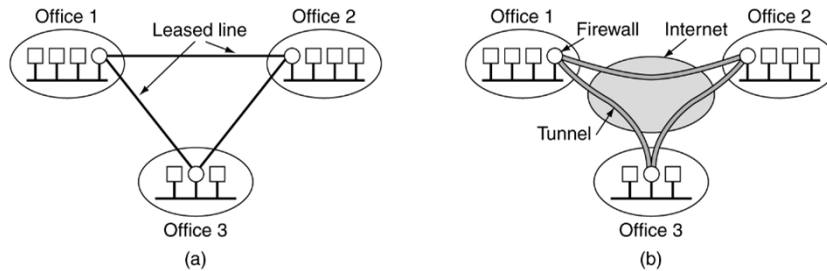 Office 1
Leased line
Office 2
Office 3
(a)
Office 1
Firewall
Internet
Office 2
Tunnel
Office 3
(b)